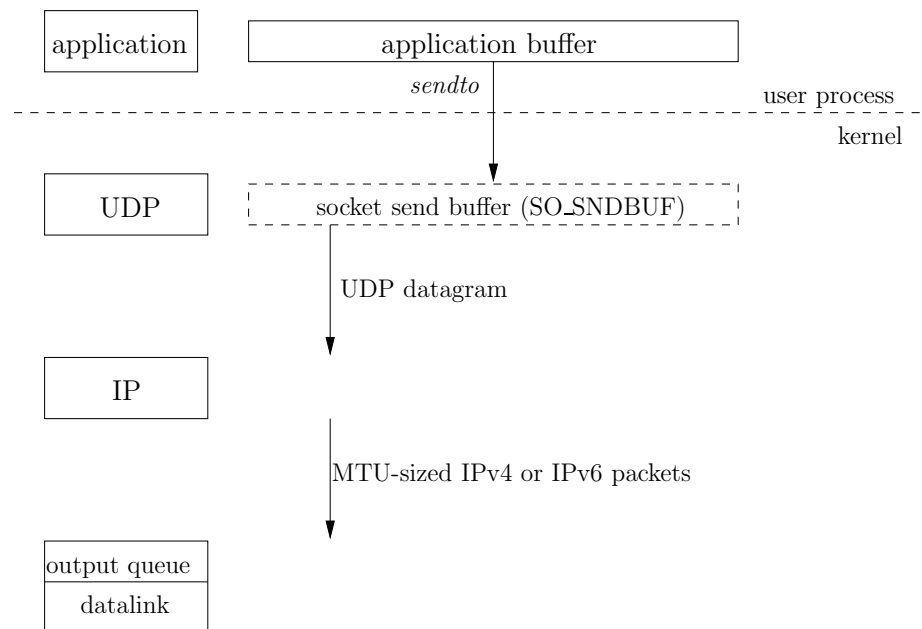 application
application buffer
sendto
user process
kernel
UDP
socket send buffer (SO_SNDBUF)
UDP datagram
IP
MTU-sized IPv4 or IPv6 packets
output queue
datalink